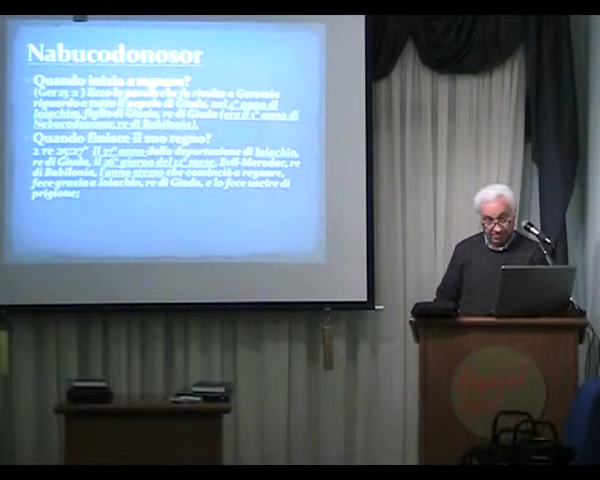 Nabucodonosor
Quando inizia a regnare?
(Ger 25:1) Ecco la parola che fu rivolta a Geremia
riguardo a tutto il popolo di Giuda, nel 4° anno di
Ioiachim, figlio di Giosia, re di Giuda (era il 1° anno di
Nabucodonosor, re di Babilonia),
Quando finisce il suo regno?
2 re 25:27 Il 37° anno dalla deportazione di Ioiachin,
re di Giuda, il 26° giorno del 12° mese, Evil-Merodac, re
di Babilonia, l'anno stesso che cominciò a regnare,
fece grazia a Ioiachin, re di Giuda, e lo fece uscire di
prigione;